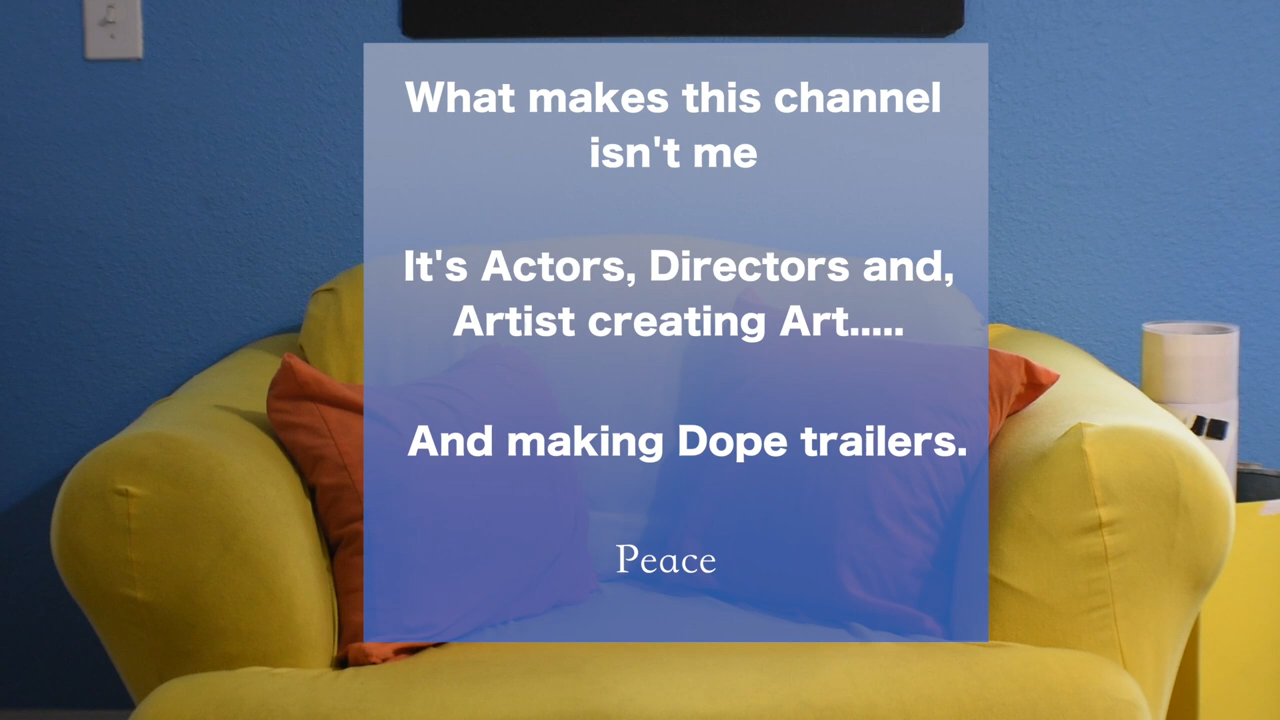 What makes this channel
isn't me
It's Actors, Directors and,
Artist creating Art.....
And making Dope trailers.
Peace